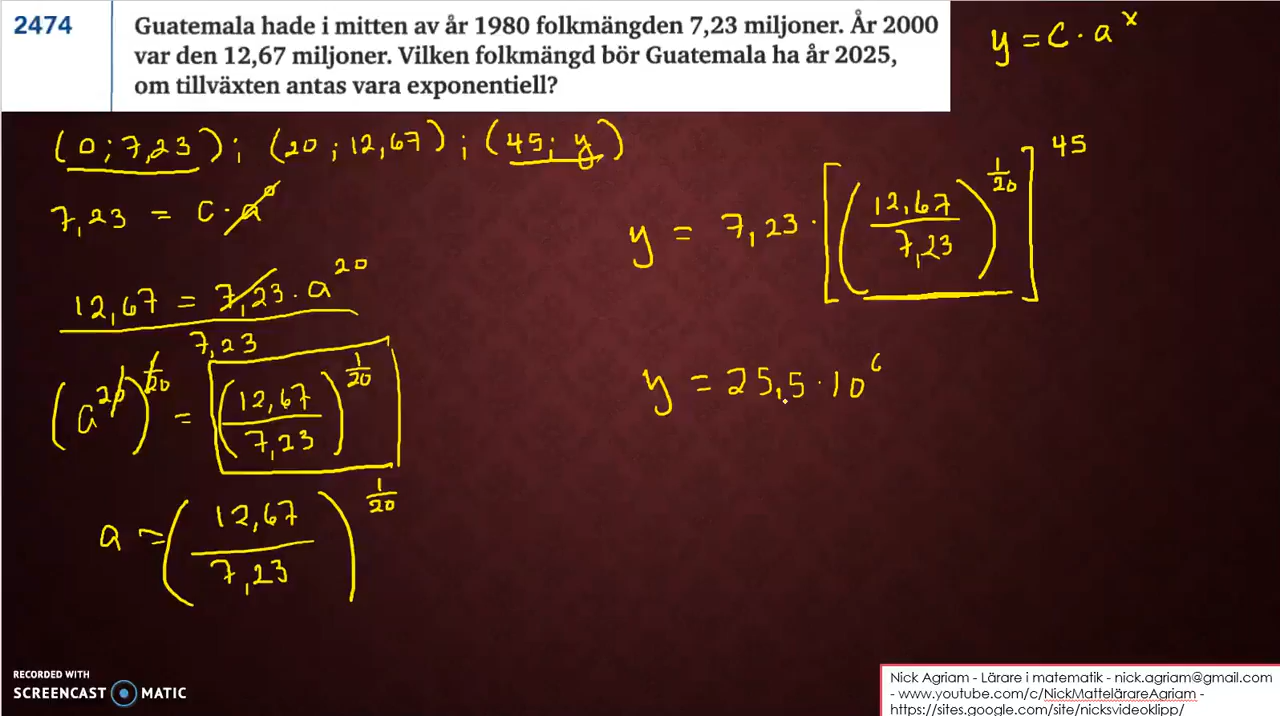 2474
Guatemala hade i mitten av år 1980 folkmängden 7,23 miljoner. År 2000
var den 12,67 miljoner. Vilken folkmängd bör Guatemala ha år 2025,
om tillväxten antas vara exponentiell?
y = C · a^x
(0 ; 7,23) ; (20 ; 12,67) ; (45 ; y)
7,23 = C · a^0
12,67 = 7,23 · a^20
7,23
(a^20)^1/20 = (12,67/7,23)^1/20
a = (12,67/7,23)^1/20
y = 7,23 · [(12,67/7,23)^1/20]^45
y = 25,5 · 10^6
RECORDED WITH
SCREENCAST MATIC
Nick Agriam - Lärare i matematik - nick.agriam@gmail.com
- www.youtube.com/c/NickMattelärareAgriam -
https://sites.google.com/site/nicksvideoklipp/